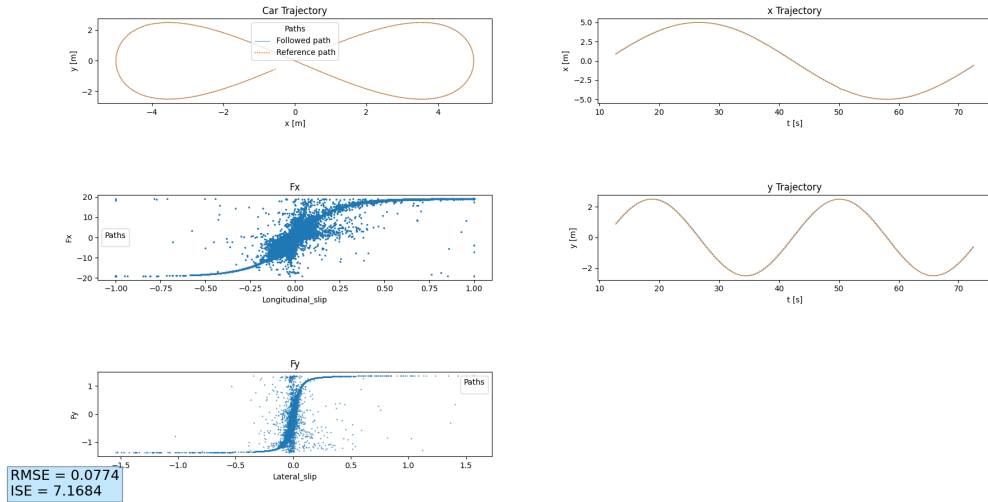 Car Trajectory
Paths
Followed path
Reference path
y [m]
2
0
−2
−4
−2
0
2
4
x [m]
x Trajectory
x [m]
5.0
2.5
0.0
−2.5
−5.0
10
20
30
40
50
60
70
t [s]
Fx
Paths
Fx
20
10
0
−10
−20
−1.00
−0.75
−0.50
−0.25
0.00
0.25
0.50
0.75
1.00
Longitudinal_slip
y Trajectory
y [m]
2
0
−2
10
20
30
40
50
60
70
t [s]
Fy
Paths
Fy
1
0
−1
−1.5
−1.0
−0.5
0.0
0.5
1.0
1.5
Lateral_slip
RMSE = 0.0774
ISE = 7.1684